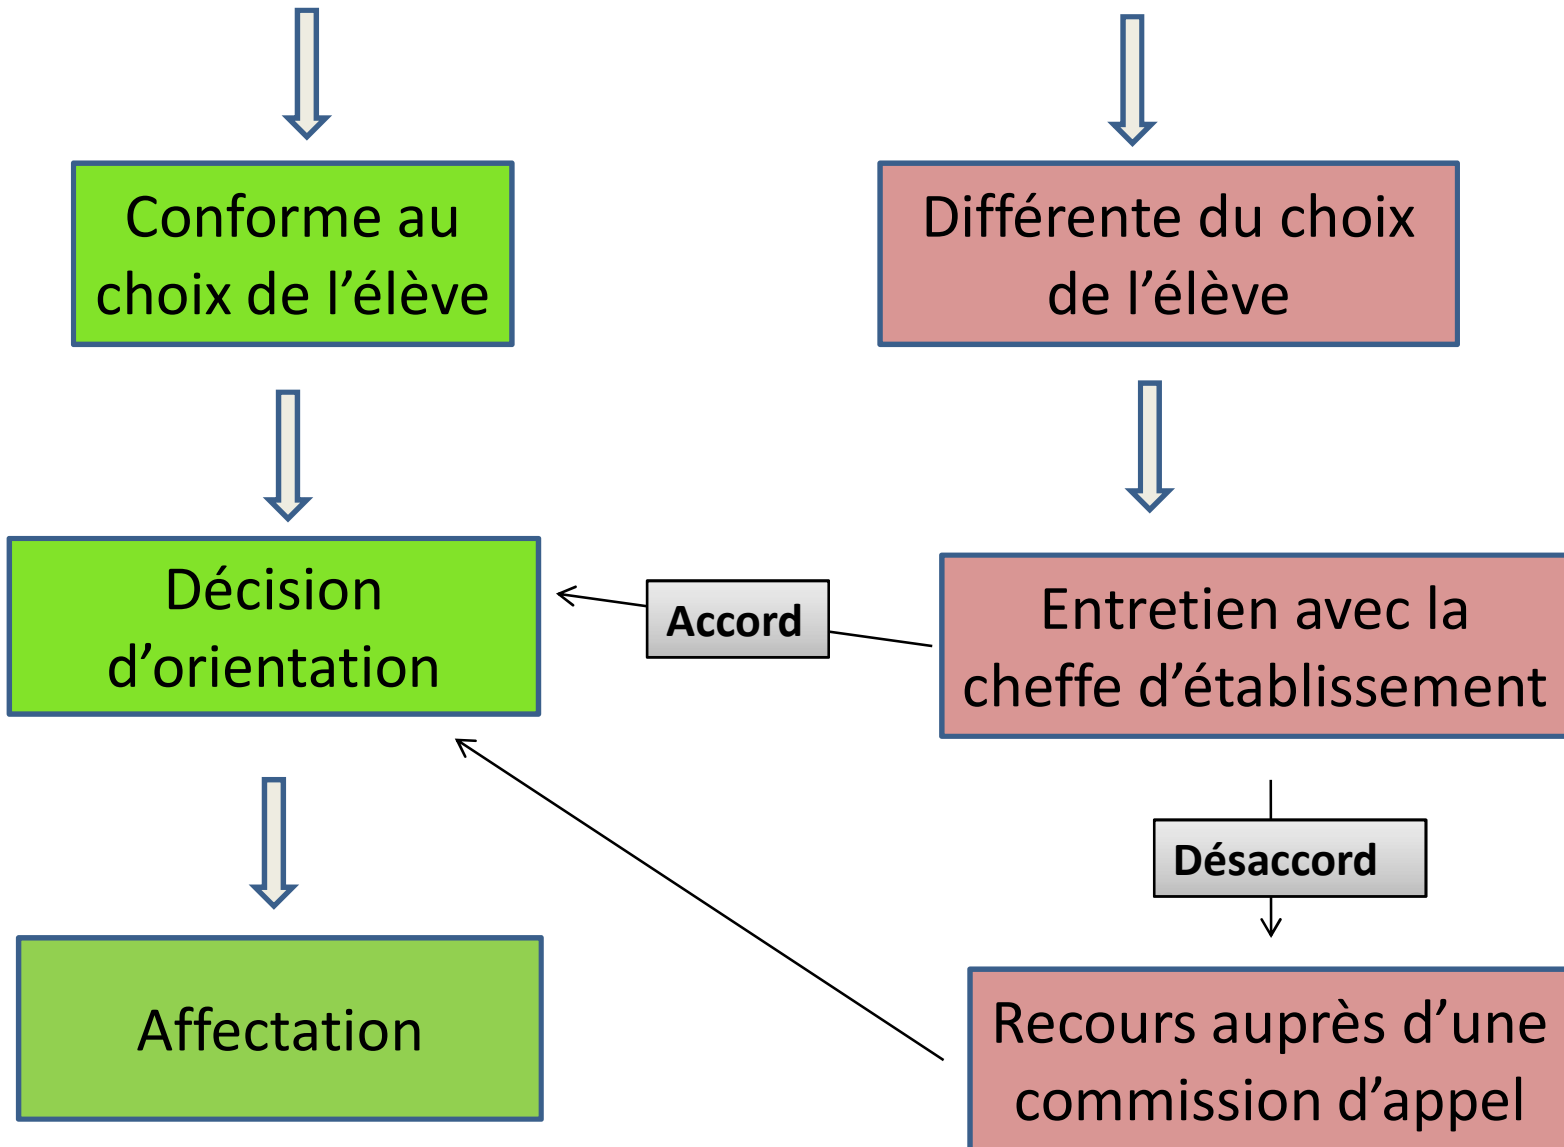 Conforme au
choix de l’élève
Différente du choix
de l’élève
Décision
d’orientation
Accord
Entretien avec la
cheffe d’établissement
Désaccord
Affectation
Recours auprès d’une
commission d’appel